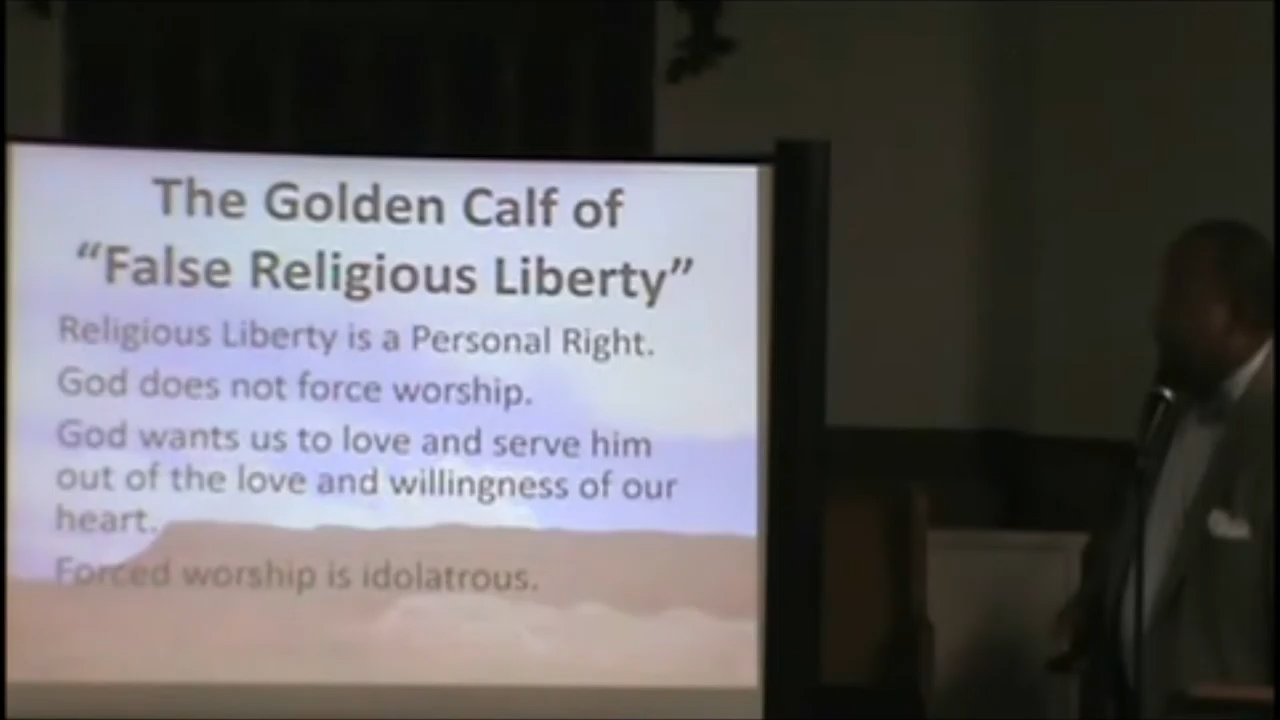 The Golden Calf of
“False Religious Liberty”
Religious Liberty is a Personal Right.
God does not force worship.
God wants us to love and serve him
out of the love and willingness of our
heart.
Forced worship is idolatrous.